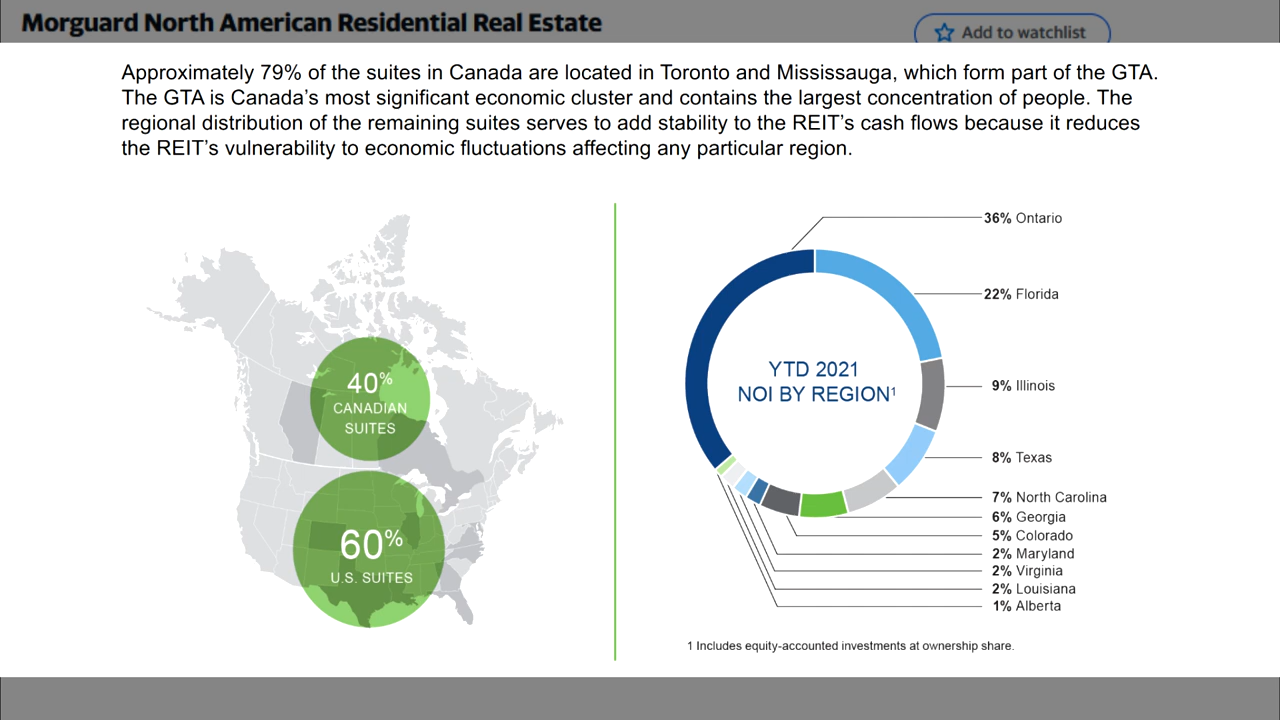 Morguard North American Residential Real Estate
Add to watchlist
Approximately 79% of the suites in Canada are located in Toronto and Mississauga, which form part of the GTA.
The GTA is Canada's most significant economic cluster and contains the largest concentration of people. The
regional distribution of the remaining suites serves to add stability to the REIT's cash flows because it reduces
the REIT's vulnerability to economic fluctuations affecting any particular region.
40%
CANADIAN
SUITES
60%
U.S. SUITES
YTD 2021
NOI BY REGION¹
36% Ontario
22% Florida
9% Illinois
8% Texas
7% North Carolina
6% Georgia
5% Colorado
2% Maryland
2% Virginia
2% Louisiana
1% Alberta
1 Includes equity-accounted investments at ownership share.